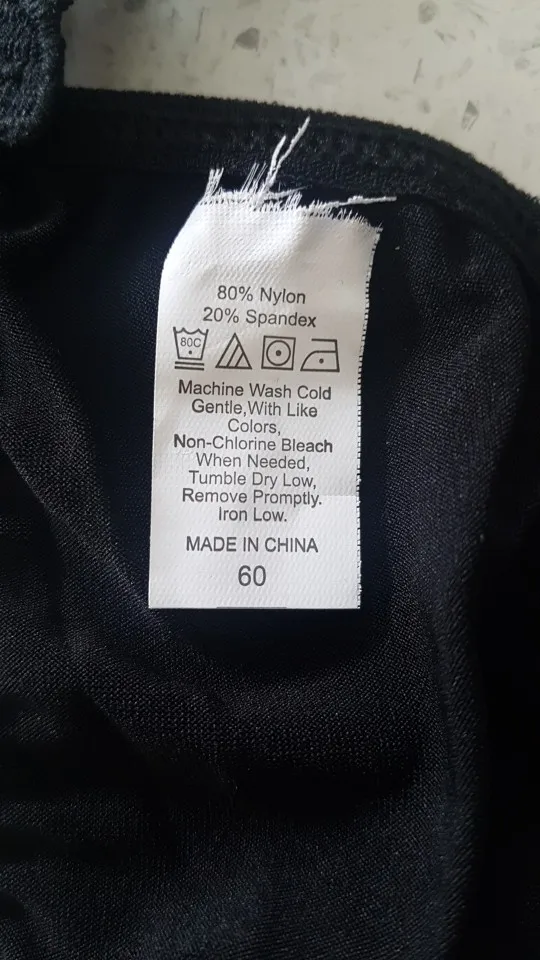 80% Nylon
20% Spandex
80C
Machine Wash Cold
Gentle,With Like
Colors,
Non-Chlorine Bleach
When Needed,
Tumble Dry Low,
Remove Promptly.
Iron Low.
MADE IN CHINA
60